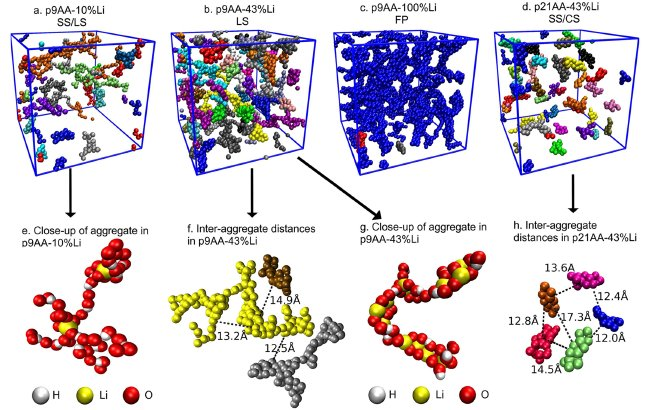 a. p9AA-10%Li
SS/LS
b. p9AA-43%Li
LS
c. p9AA-100%Li
FP
d. p21AA-43%Li
SS/CS
e. Close-up of aggregate in
p9AA-10%Li
f. Inter-aggregate distances
in p9AA-43%Li
g. Close-up of aggregate in
p9AA-43%Li
h. Inter-aggregate
distances in p21AA-43%Li
14.9Å
13.2Å
12.5Å
13.6A
12.4Å
17.3Å
12.8Å
12.0Å
14.5Å
H Li O
H Li O